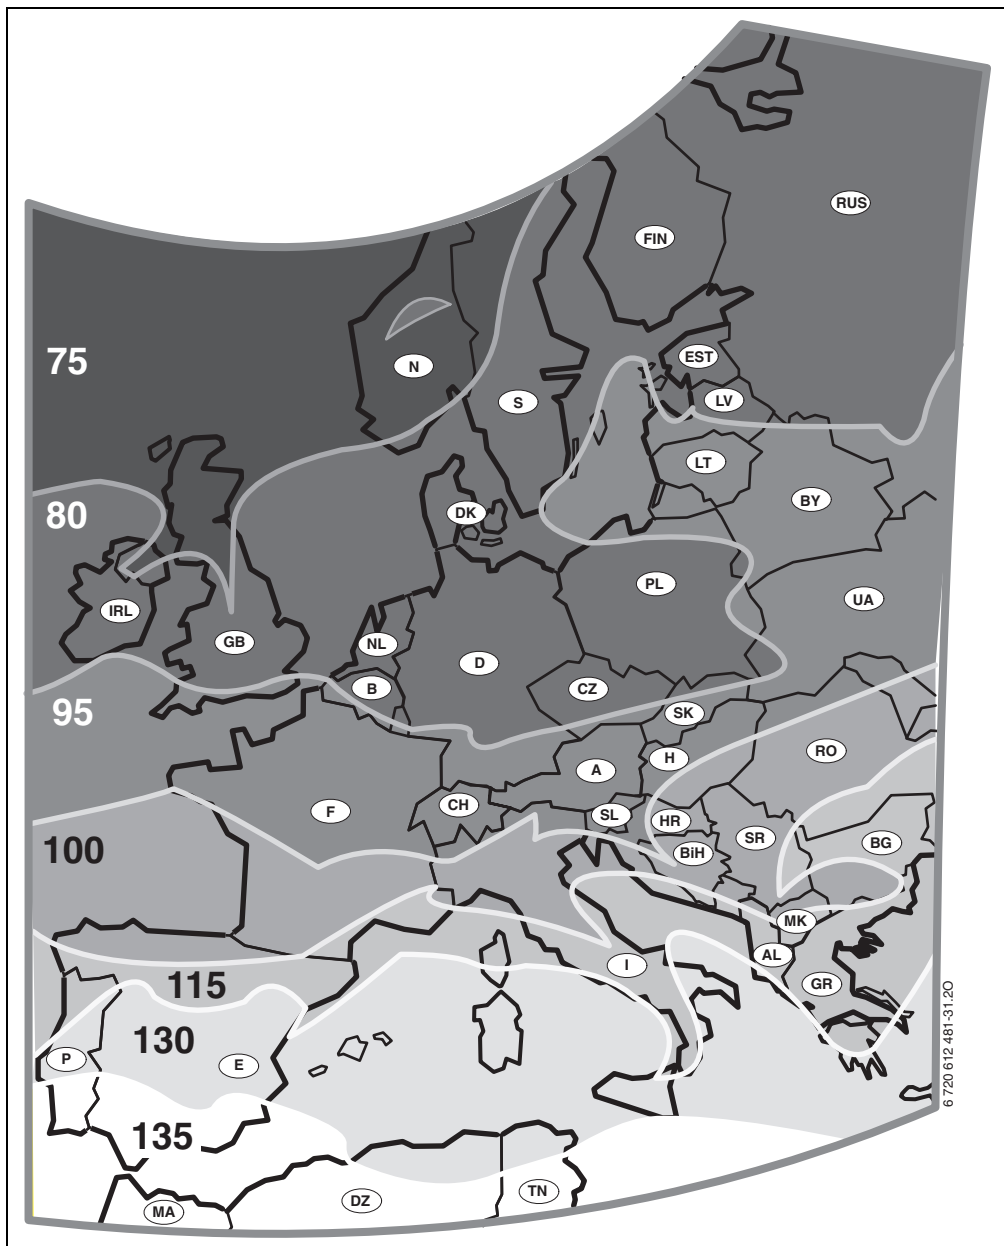 RUS
FIN
75
EST
N
LV
S
LT
80
BY
DK
PL
UA
IRL
GB
NL
D
B
CZ
95
SK
RO
H
A
CH
F
SL
HR
SR
BG
100
BiH
MK
AL
I
GR
115
130
P
E
135
DZ
TN
MA
6 720 612 481-31.2O